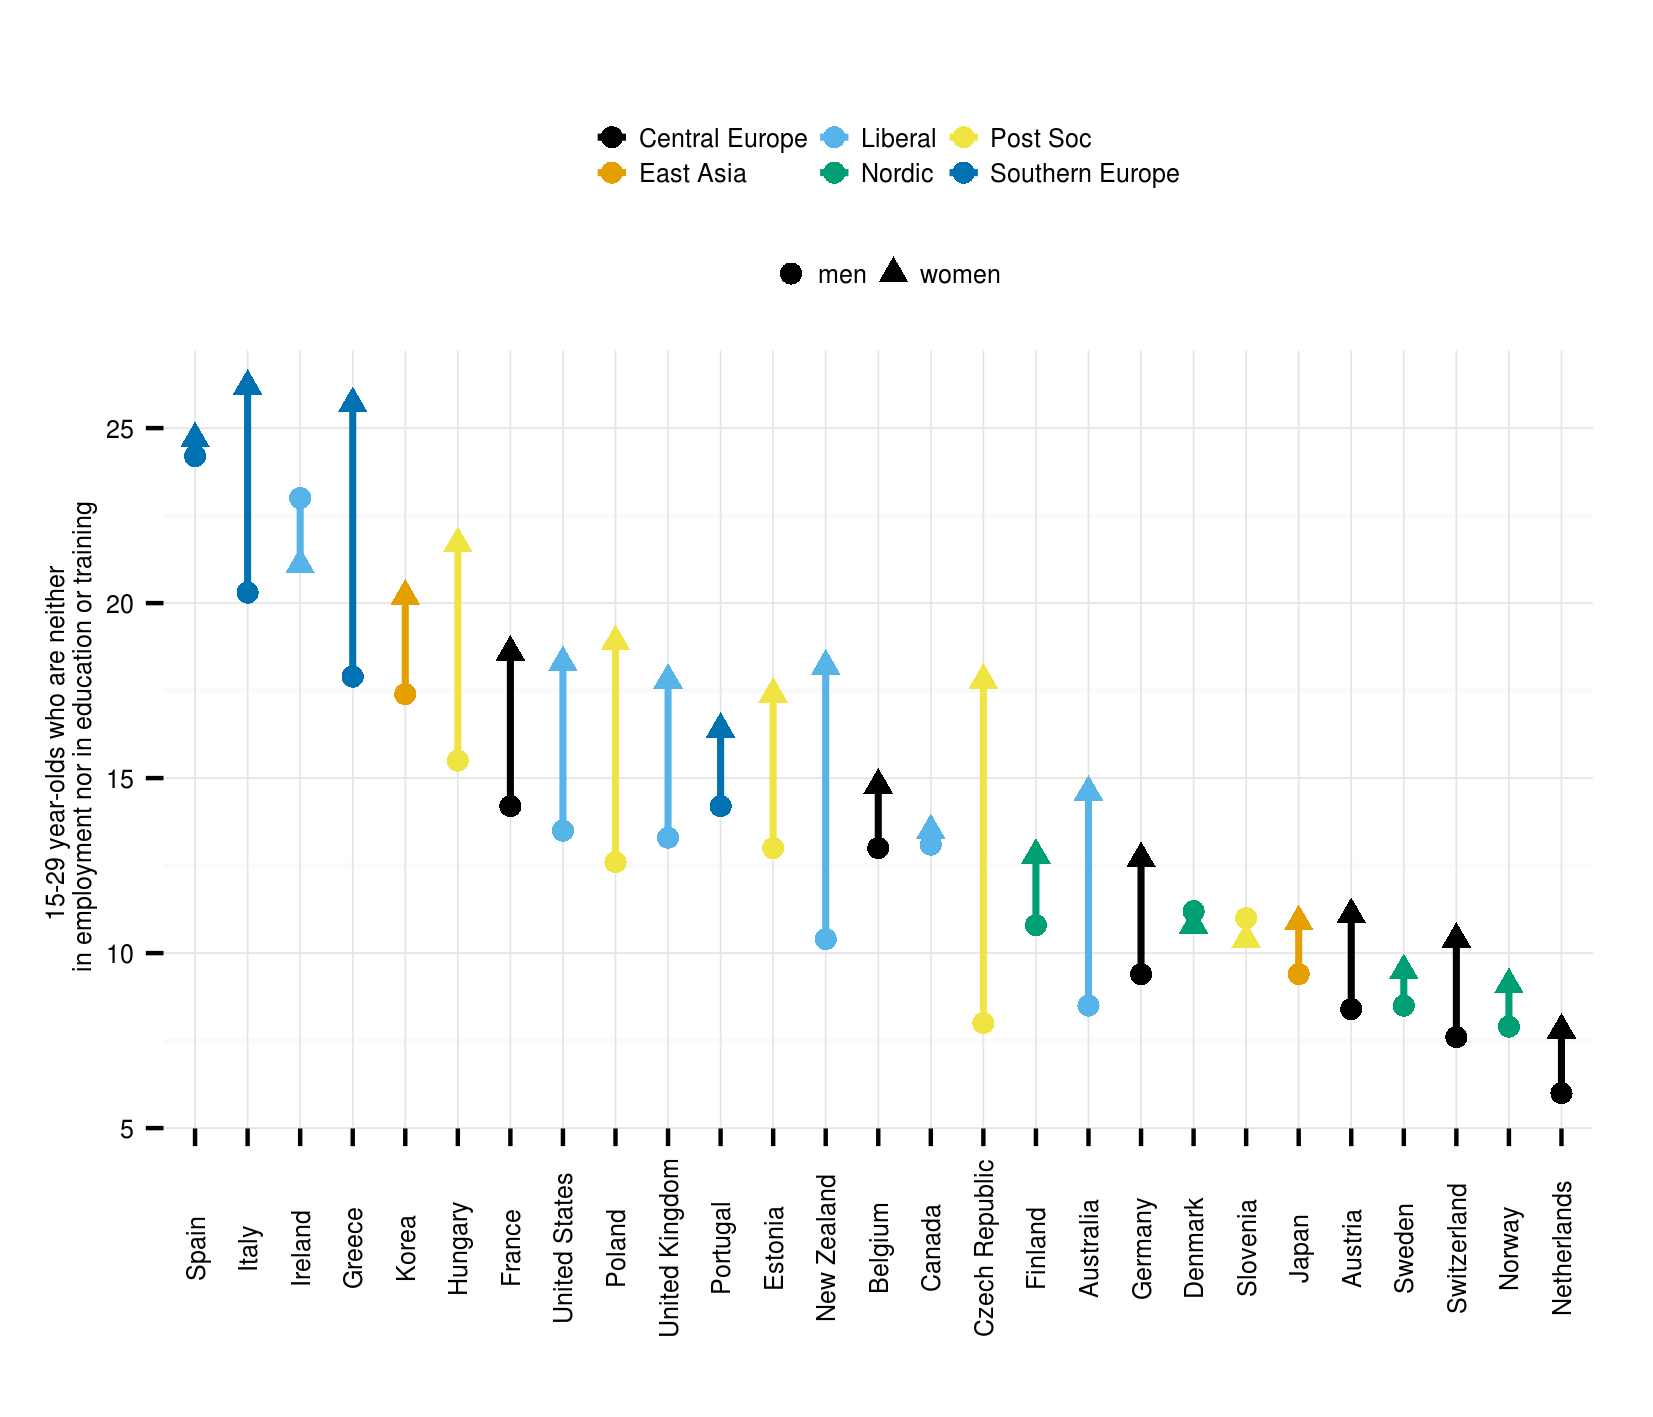 Central Europe
Liberal
Post Soc
East Asia
Nordic
Southern Europe
men
women
15-29 year-olds who are neither
in employment nor in education or training
25
20
15
10
5
Spain
Italy
Ireland
Greece
Korea
Hungary
France
United States
Poland
United Kingdom
Portugal
Estonia
New Zealand
Belgium
Canada
Czech Republic
Finland
Australia
Germany
Denmark
Slovenia
Japan
Austria
Sweden
Switzerland
Norway
Netherlands